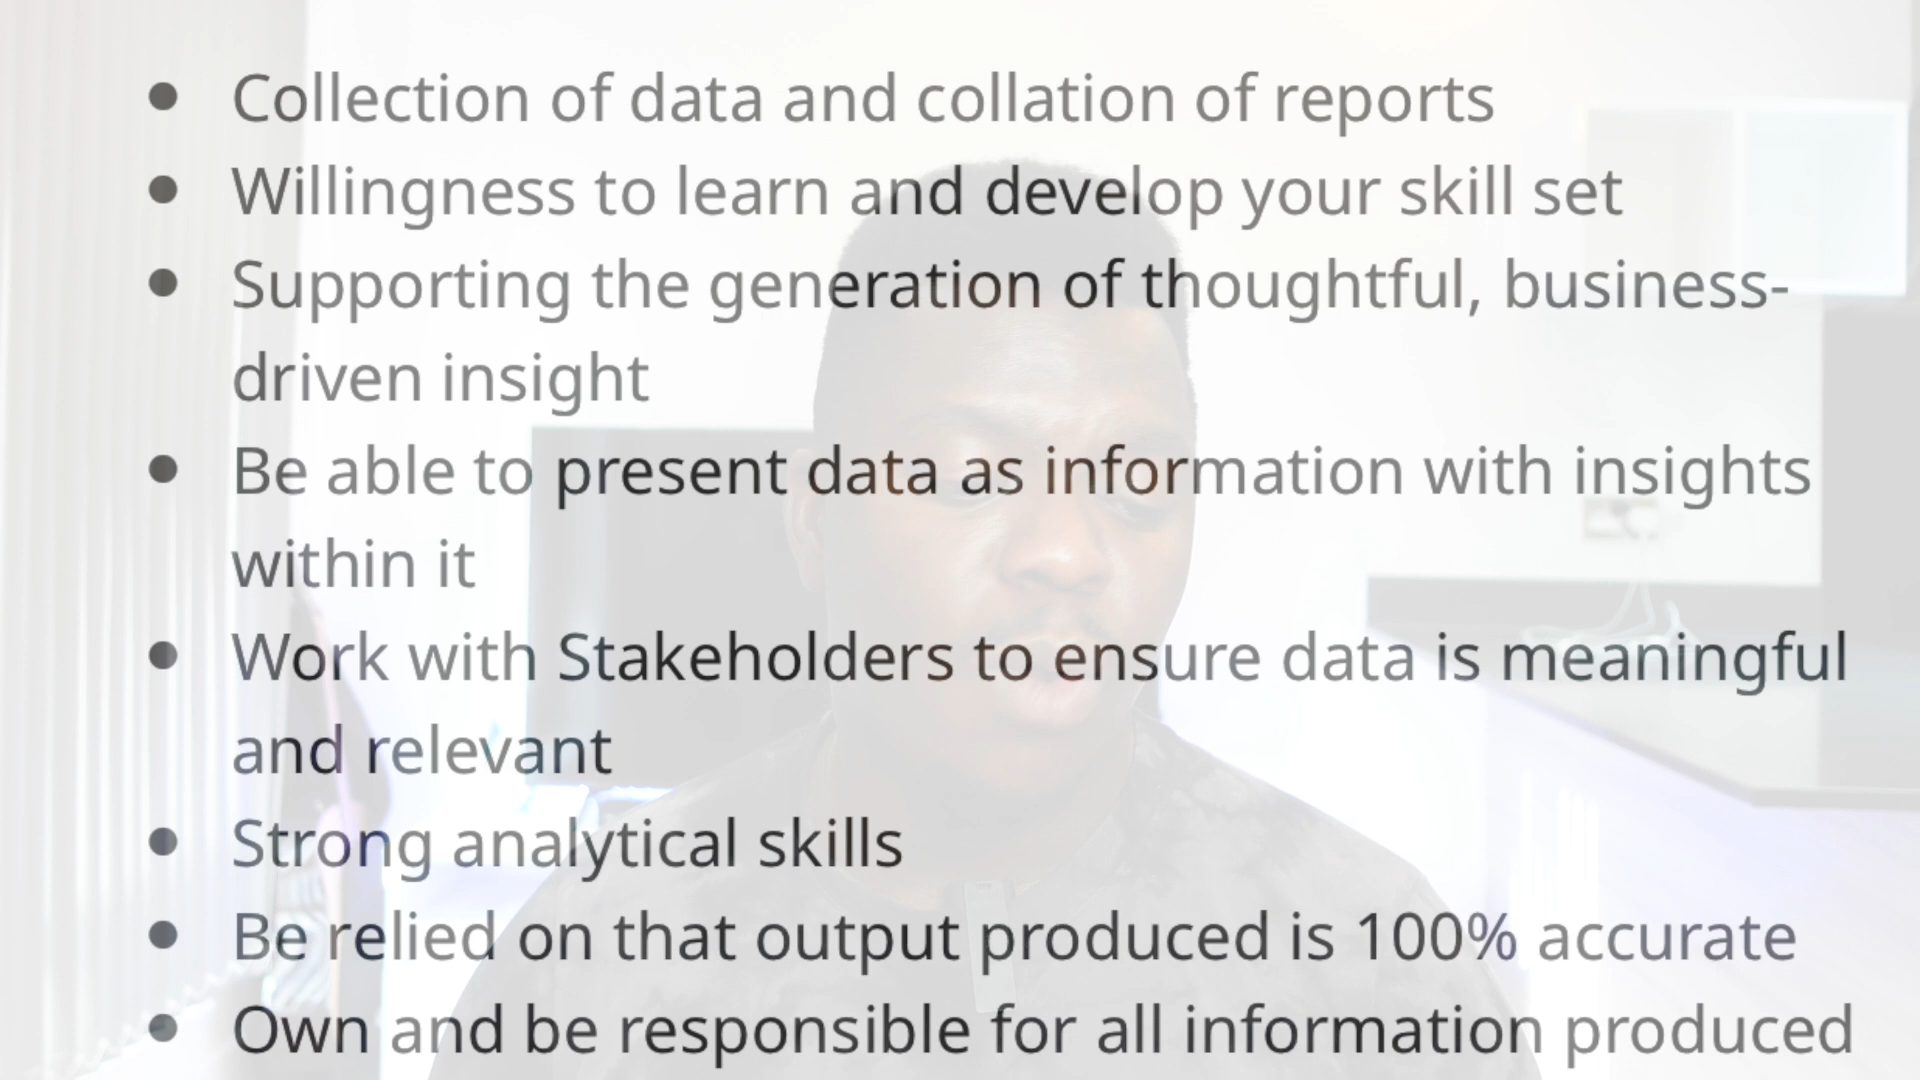 • Collection of data and collation of reports
• Willingness to learn and develop your skill set
• Supporting the generation of thoughtful, business-
driven insight
• Be able to present data as information with insights
within it
• Work with Stakeholders to ensure data is meaningful
and relevant
• Strong analytical skills
• Be relied on that output produced is 100% accurate
• Own and be responsible for all information produced